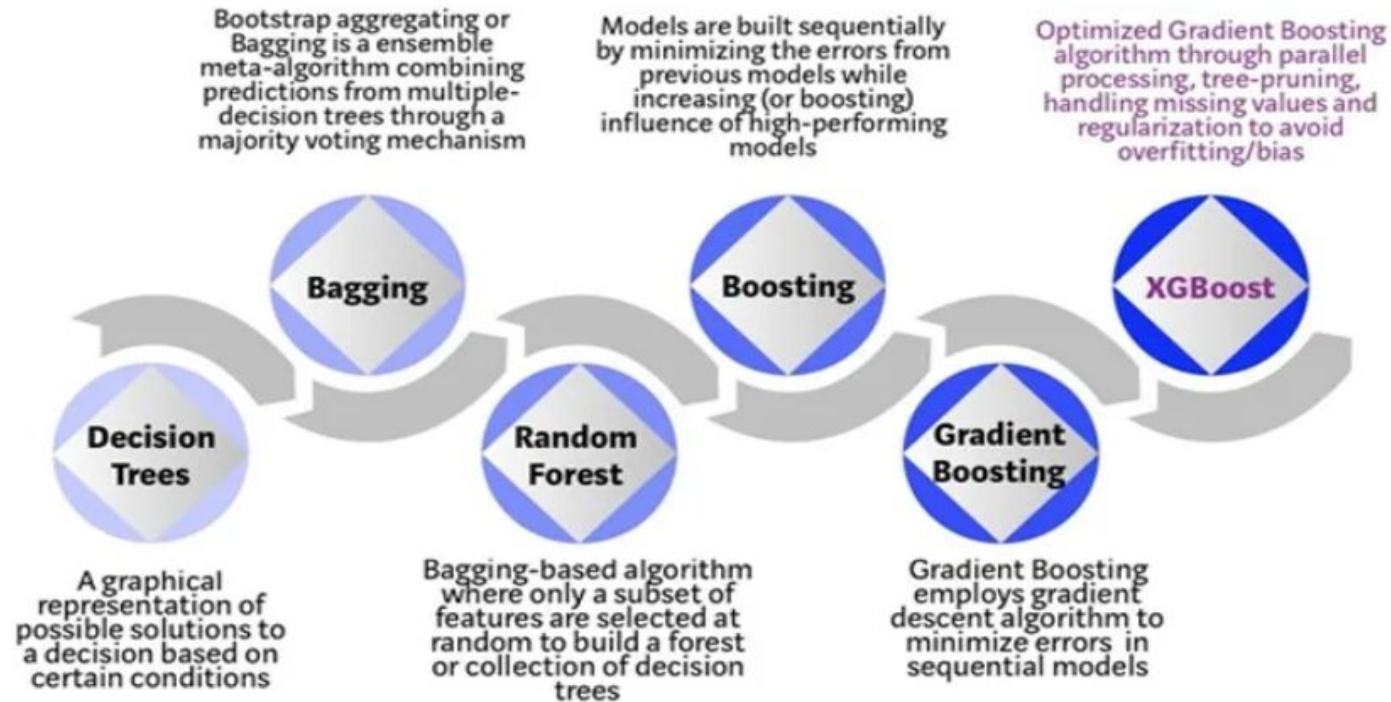 Bootstrap aggregating or
Bagging is a ensemble
meta-algorithm combining
predictions from multiple-
decision trees through a
majority voting mechanism
Models are built sequentially
by minimizing the errors from
previous models while
increasing (or boosting)
influence of high-performing
models
Optimized Gradient Boosting
algorithm through parallel
processing, tree-pruning,
handling missing values and
regularization to avoid
overfitting/bias
Bagging
Boosting
XGBoost
Decision
Trees
Random
Forest
Gradient
Boosting
A graphical
representation of
possible solutions to
a decision based on
certain conditions
Bagging-based algorithm
where only a subset of
features are selected at
random to build a forest
or collection of decision
trees
Gradient Boosting
employs gradient
descent algorithm to
minimize errors in
sequential models